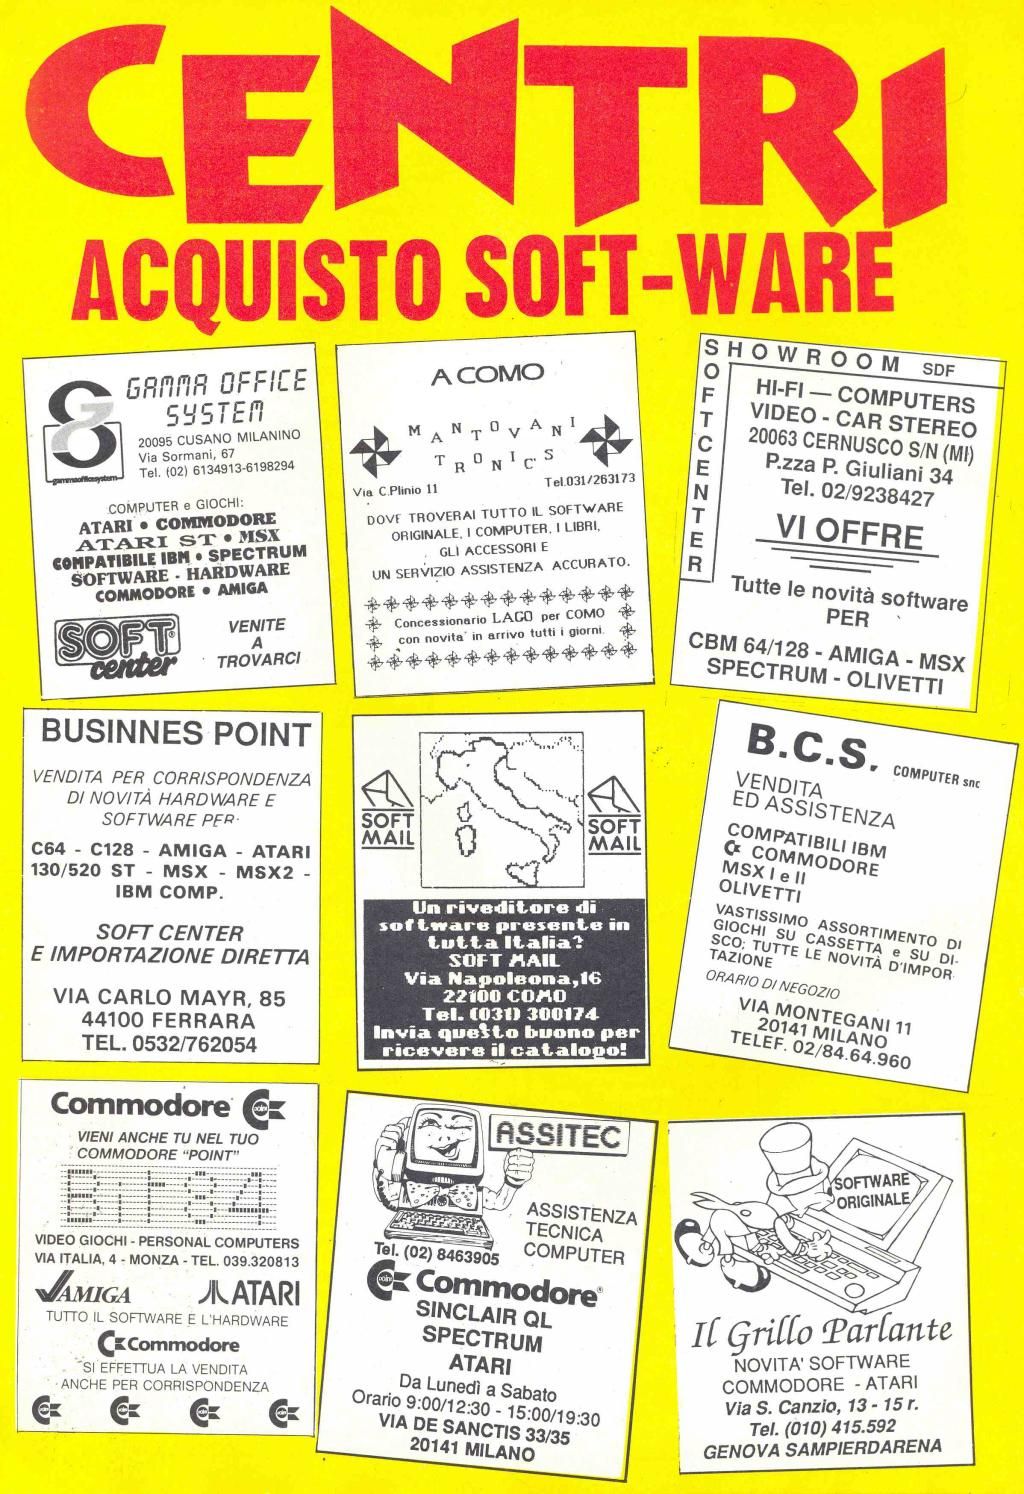 CENTRI
ACQUISTO SOFT-WARE
GAMMA OFFICE
SYSTEM
20095 CUSANO MILANINO
Via Sormani, 67
Tel. (02) 6134913-6198294
gammaofficesystem
COMPUTER e GIOCHI:
ATARI • COMMODORE
ATARI ST • MSX
COMPATIBILE IBM • SPECTRUM
SOFTWARE - HARDWARE
COMMODORE • AMIGA
SOFT®
center
VENITE
A
TROVARCI
A COMO
MANTOVANI
TRONICS
Via C.Plinio 11 Tel.031/263173
DOVE TROVERAI TUTTO IL SOFTWARE
ORIGINALE, I COMPUTER, I LIBRI,
GLI ACCESSORI E
UN SERVIZIO ASSISTENZA ACCURATO.
Concessionario LAGO per COMO
con novita' in arrivo tutti i giorni.
SHOWROOM SDF
SOFTCENTER
HI-FI — COMPUTERS
VIDEO - CAR STEREO
20063 CERNUSCO S/N (MI)
P.zza P. Giuliani 34
Tel. 02/9238427
VI OFFRE
Tutte le novità software
PER
CBM 64/128 - AMIGA - MSX
SPECTRUM - OLIVETTI
BUSINNES POINT
VENDITA PER CORRISPONDENZA
DI NOVITÀ HARDWARE E
SOFTWARE PER:
C64 - C128 - AMIGA - ATARI
130/520 ST - MSX - MSX2 -
IBM COMP.
SOFT CENTER
E IMPORTAZIONE DIRETTA
VIA CARLO MAYR, 85
44100 FERRARA
TEL. 0532/762054
SOFT
MAIL
SOFT
MAIL
Un riveditore di
software presente in
tutta Italia?
SOFT MAIL
Via Napoleona,16
22100 COMO
Tel. (031) 300174
Invia questo buono per
ricevere il catalogo!
B.C.S. COMPUTER snc
VENDITA
ED ASSISTENZA
COMPATIBILI IBM
COMMODORE
MSX I e II
OLIVETTI
VASTISSIMO ASSORTIMENTO DI
GIOCHI SU CASSETTA e SU DI-
SCO; TUTTE LE NOVITÀ D'IMPOR-
TAZIONE
ORARIO DI NEGOZIO
VIA MONTEGANI 11
20141 MILANO
TELEF. 02/84.64.960
Commodore point
VIENI ANCHE TU NEL TUO
COMMODORE "POINT"
VIDEO GIOCHI - PERSONAL COMPUTERS
VIA ITALIA, 4 - MONZA - TEL. 039.320813
AMIGA ATARI
TUTTO IL SOFTWARE E L'HARDWARE
Commodore
SI EFFETTUA LA VENDITA
ANCHE PER CORRISPONDENZA
ASSITEC
ASSISTENZA
TECNICA
COMPUTER
Tel. (02) 8463905
point Commodore®
SINCLAIR QL
SPECTRUM
ATARI
Da Lunedì a Sabato
Orario 9:00/12:30 - 15:00/19:30
VIA DE SANCTIS 33/35
20141 MILANO
SOFTWARE
ORIGINALE
Il Grillo Parlante
NOVITA' SOFTWARE
COMMODORE - ATARI
Via S. Canzio, 13 - 15 r.
Tel. (010) 415.592
GENOVA SAMPIERDARENA